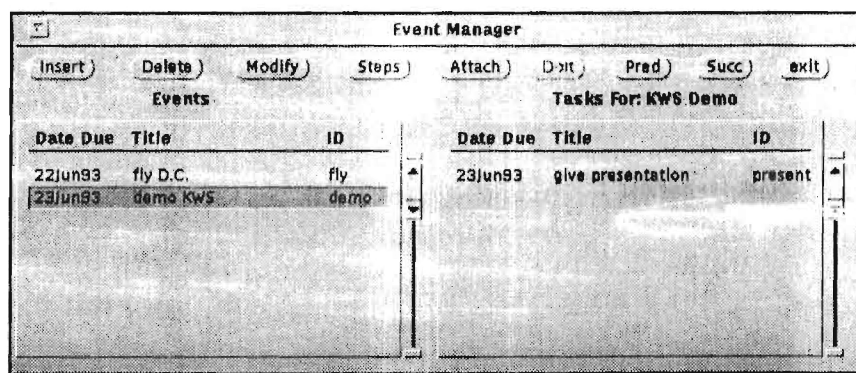 Event Manager
Insert Delete Modify Steps Attach Pred Succ exit
Events Tasks For: KWS Demo
Date Due Title ID Date Due Title ID
22Jun93 fly D.C. fly 23Jun93 give presentation present
23Jun93 demo KWS demo